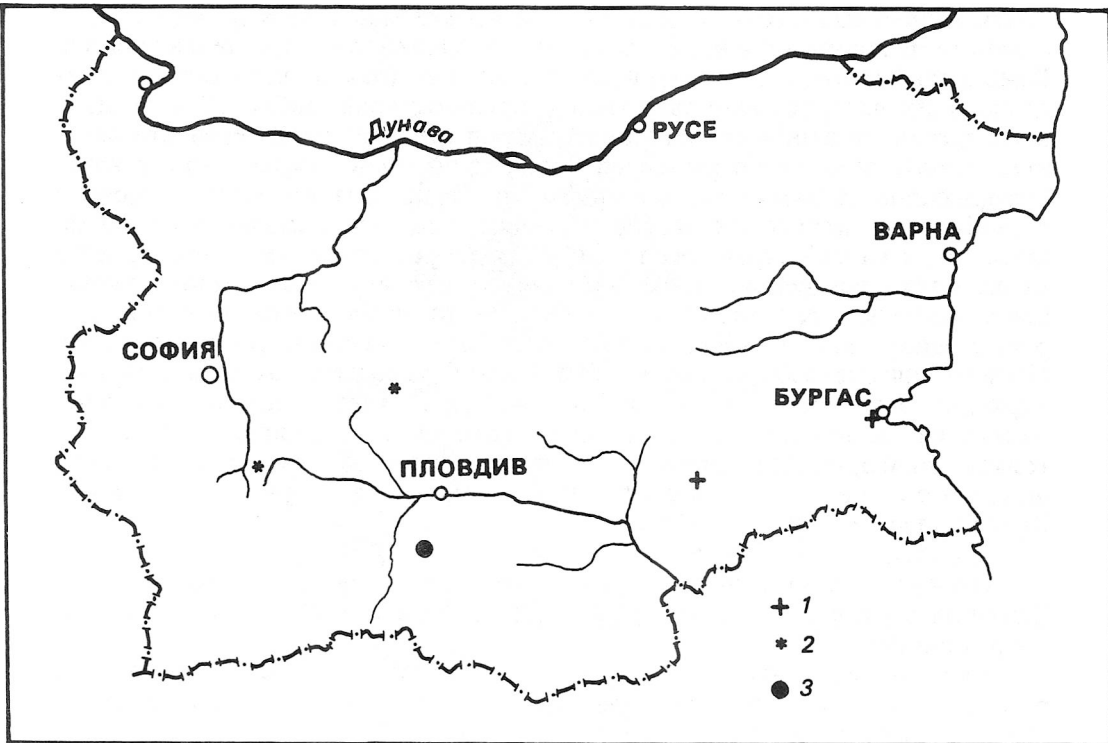 Дунава
РУСЕ
ВАРНА
СОФИЯ
БУРГАС
ПЛОВДИВ
+ 1
* 2
● 3